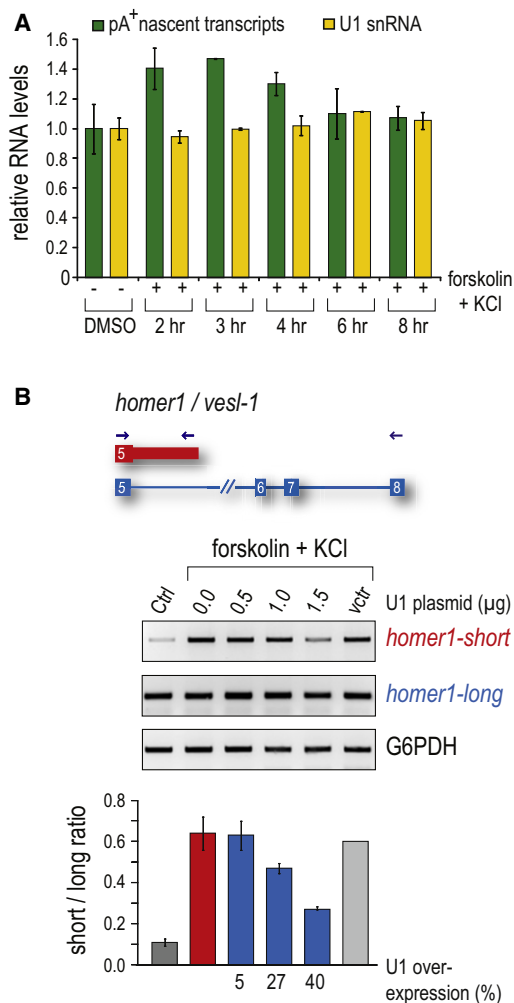 A
pA+ nascent transcripts U1 snRNA
relative RNA levels
1.6
1.4
1.2
1.0
0.8
0.6
0.4
0.2
0
- - + + + + + + + + + +
forskolin
+ KCl
DMSO 2 hr 3 hr 4 hr 6 hr 8 hr
B
homer1 / vesl-1
5
5 // 6 7 8
forskolin + KCl
Ctrl 0.0 0.5 1.0 1.5 vctr
U1 plasmid (µg)
homer1-short
homer1-long
G6PDH
short / long ratio
0.8
0.6
0.4
0.2
0.0
5 27 40
U1 over-
expression (%)